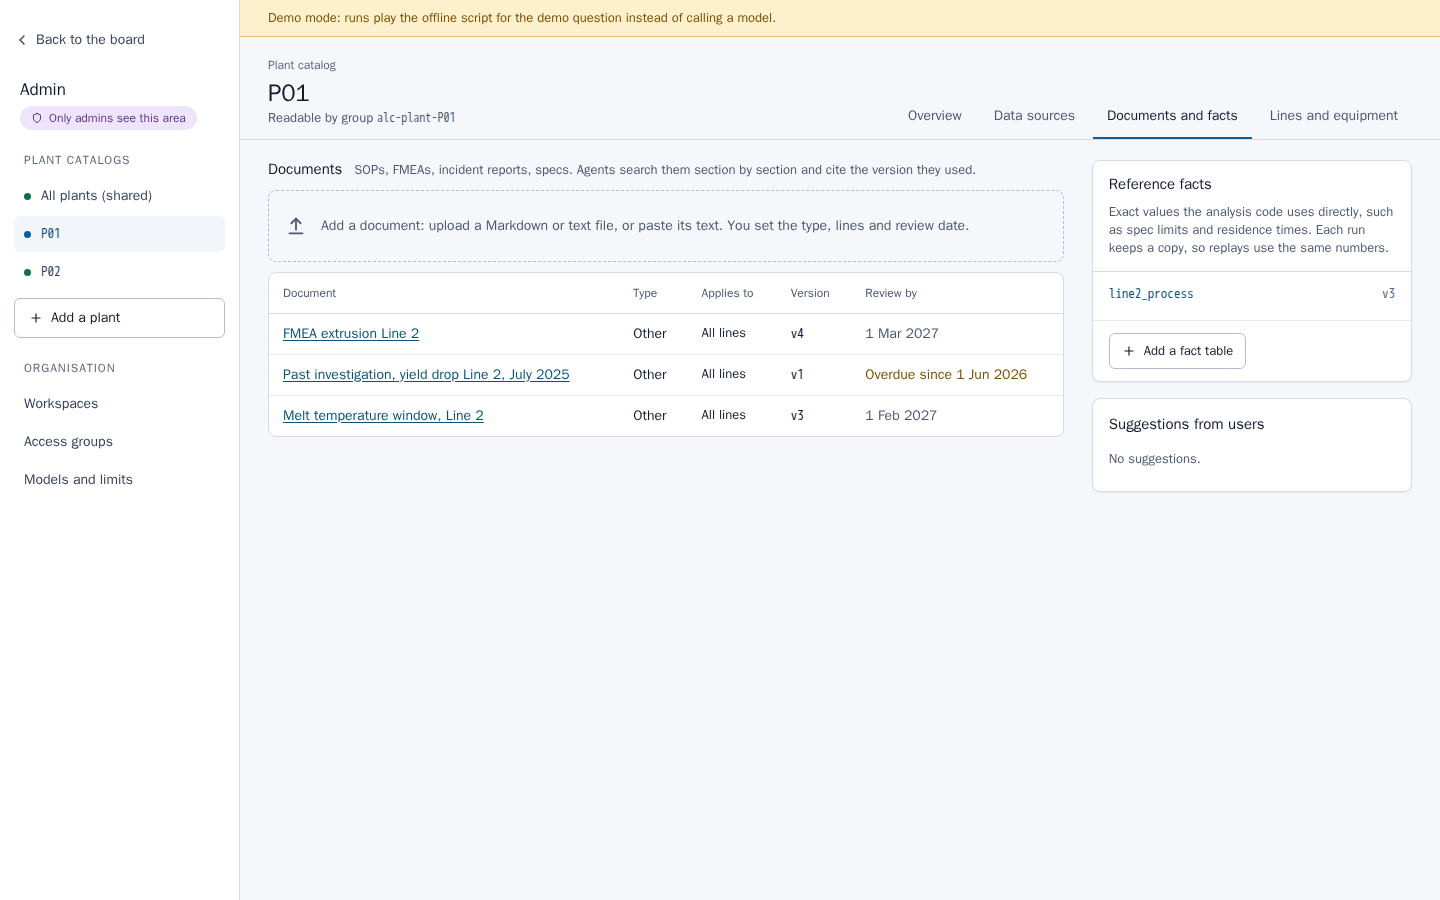 Demo mode: runs play the offline script for the demo question instead of calling a model.
Back to the board
Admin
Only admins see this area
PLANT CATALOGS
All plants (shared)
P01
P02
Add a plant
ORGANISATION
Workspaces
Access groups
Models and limits
Plant catalog
P01
Readable by group alc-plant-P01
Overview
Data sources
Documents and facts
Lines and equipment
Documents SOPs, FMEAs, incident reports, specs. Agents search them section by section and cite the version they used.
Add a document: upload a Markdown or text file, or paste its text. You set the type, lines and review date.
Document Type Applies to Version Review by
FMEA extrusion Line 2 Other All lines v4 1 Mar 2027
Past investigation, yield drop Line 2, July 2025 Other All lines v1 Overdue since 1 Jun 2026
Melt temperature window, Line 2 Other All lines v3 1 Feb 2027
Reference facts
Exact values the analysis code uses directly, such
as spec limits and residence times. Each run
keeps a copy, so replays use the same numbers.
line2_process v3
Add a fact table
Suggestions from users
No suggestions.